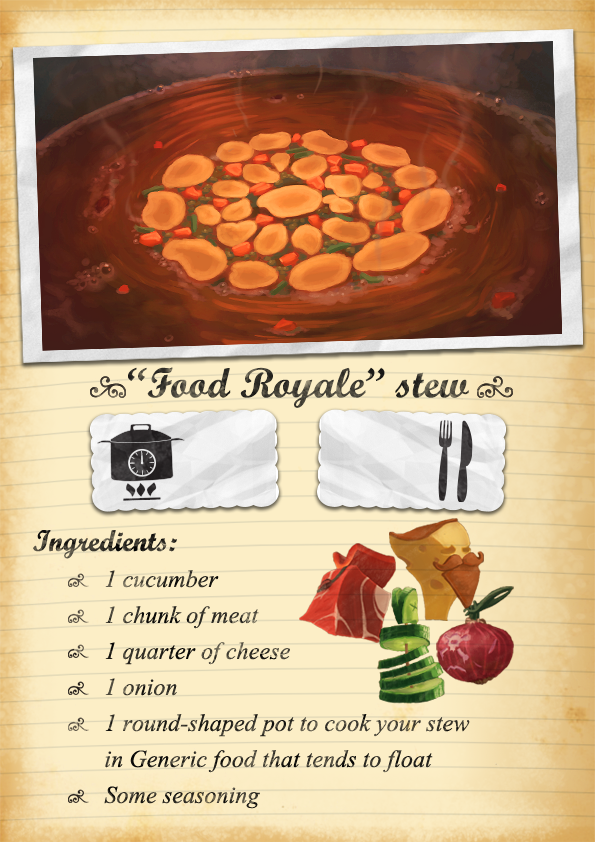 “Food Royale” stew
Ingredients:
1 cucumber
1 chunk of meat
1 quarter of cheese
1 onion
1 round-shaped pot to cook your stew
in Generic food that tends to float
Some seasoning